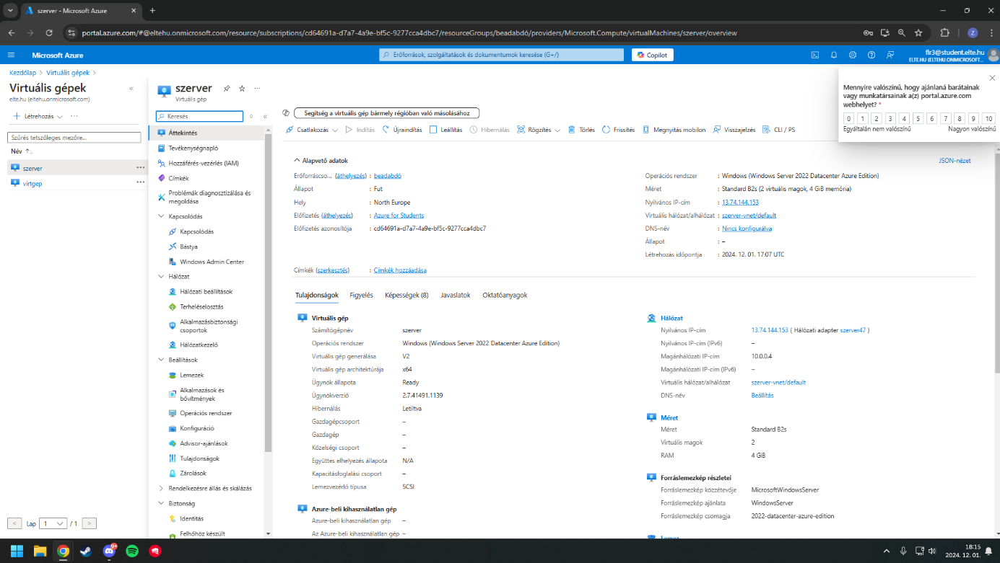 szerver - Microsoft Azure
portal.azure.com/#@eltehu.onmicrosoft.com/resource/subscriptions/cd64691a-d7a7-4a9e-bf5c-9277cca4dbc7/resourceGroups/beadabdó/providers/Microsoft.Compute/virtualMachines/szerver/overview
Z
Microsoft Azure
Erőforrások, szolgáltatások és dokumentumok keresése (G+/)
Copilot
flr3@student.elte.hu
ELTE.HU (ELTEHU.ONMICROSOFT....
Kezdőlap > Virtuális gépek >
Virtuális gépek
elte.hu (eltehu.onmicrosoft.com)
Létrehozás
Szűrés tetszőleges mezőre...
Név
szerver
virtgep
< Lap 1 / 1 >
szerver
Virtuális gép
Keresés
Áttekintés
Tevékenységnapló
Hozzáférés-vezérlés (IAM)
Címkék
Problémák diagnosztizálása és
megoldása
Kapcsolódás
Kapcsolódás
Bástya
Windows Admin Center
Hálózat
Hálózati beállítások
Terheléselosztás
Alkalmazásbiztonsági
csoportok
Hálózatkezelő
Beállítások
Lemezek
Alkalmazások és
bővítmények
Operációs rendszer
Konfiguráció
Advisor-ajánlások
Tulajdonságok
Zárolások
Rendelkezésre állás és skálázás
Biztonság
Identitás
Felhőhöz készült
Segítség a virtuális gép bármely régióban való másolásához
Csatlakozás Indítás Újraindítás Leállítás Hibernálás Rögzítés Törlés Frissítés Megnyitás mobilon Visszajelzés CLI / PS
Alapvető adatok
JSON-nézet
Erőforráscso... (áthelyezés) : beadabdó
Állapot : Fut
Hely : North Europe
Előfizetés (áthelyezés) : Azure for Students
Előfizetés azonosítója : cd64691a-d7a7-4a9e-bf5c-9277cca4dbc7
Operációs rendszer : Windows (Windows Server 2022 Datacenter Azure Edition)
Méret : Standard B2s (2 virtuális magok, 4 GiB memória)
Nyilvános IP-cím : 13.74.144.153
Virtuális hálózat/alhálózat : szerver-vnet/default
DNS-név : Nincs konfigurálva
Állapot : –
Létrehozás időpontja : 2024. 12. 01. 17:07 UTC
Címkék (szerkesztés) : Címkék hozzáadása
Tulajdonságok Figyelés Képességek (8) Javaslatok Oktatóanyagok
Virtuális gép
Számítógépnév szerver
Operációs rendszer Windows (Windows Server 2022 Datacenter Azure Edition)
Virtuális gép generálása V2
Virtuális gép architektúrája x64
Ügynök állapota Ready
Ügynökverzió 2.7.41491.1139
Hibernálás Letiltva
Gazdagépcsoport –
Gazdagép –
Közelségi csoport –
Együttes elhelyezés állapota N/A
Kapacitásfoglalási csoport –
Lemezvezérlő típusa SCSI
Azure-beli kihasználatlan gép
Azure-beli kihasználatlan gép –
Az Azure-beli kihasználatlan gép –
Hálózat
Nyilvános IP-cím 13.74.144.153 ( Hálózati adapter szerver47 )
Nyilvános IP-cím (IPv6) –
Magánhálózati IP-cím 10.0.0.4
Magánhálózati IP-cím (IPv6) –
Virtuális hálózat/alhálózat szerver-vnet/default
DNS-név Beállítás
Méret
Méret Standard B2s
Virtuális magok 2
RAM 4 GiB
Forráslemezkép részletei
Forráslemezkép közzétevője MicrosoftWindowsServer
Forráslemezkép ajánlata WindowsServer
Forráslemezkép csomagja 2022-datacenter-azure-edition
Lemez
Mennyire valószínű, hogy ajánlaná barátainak
vagy munkatársainak a(z) portal.azure.com
webhelyet? *
0 1 2 3 4 5 6 7 8 9 10
Egyáltalán nem valószínű Nagyon valószínű
9+
18:15
2024. 12. 01.